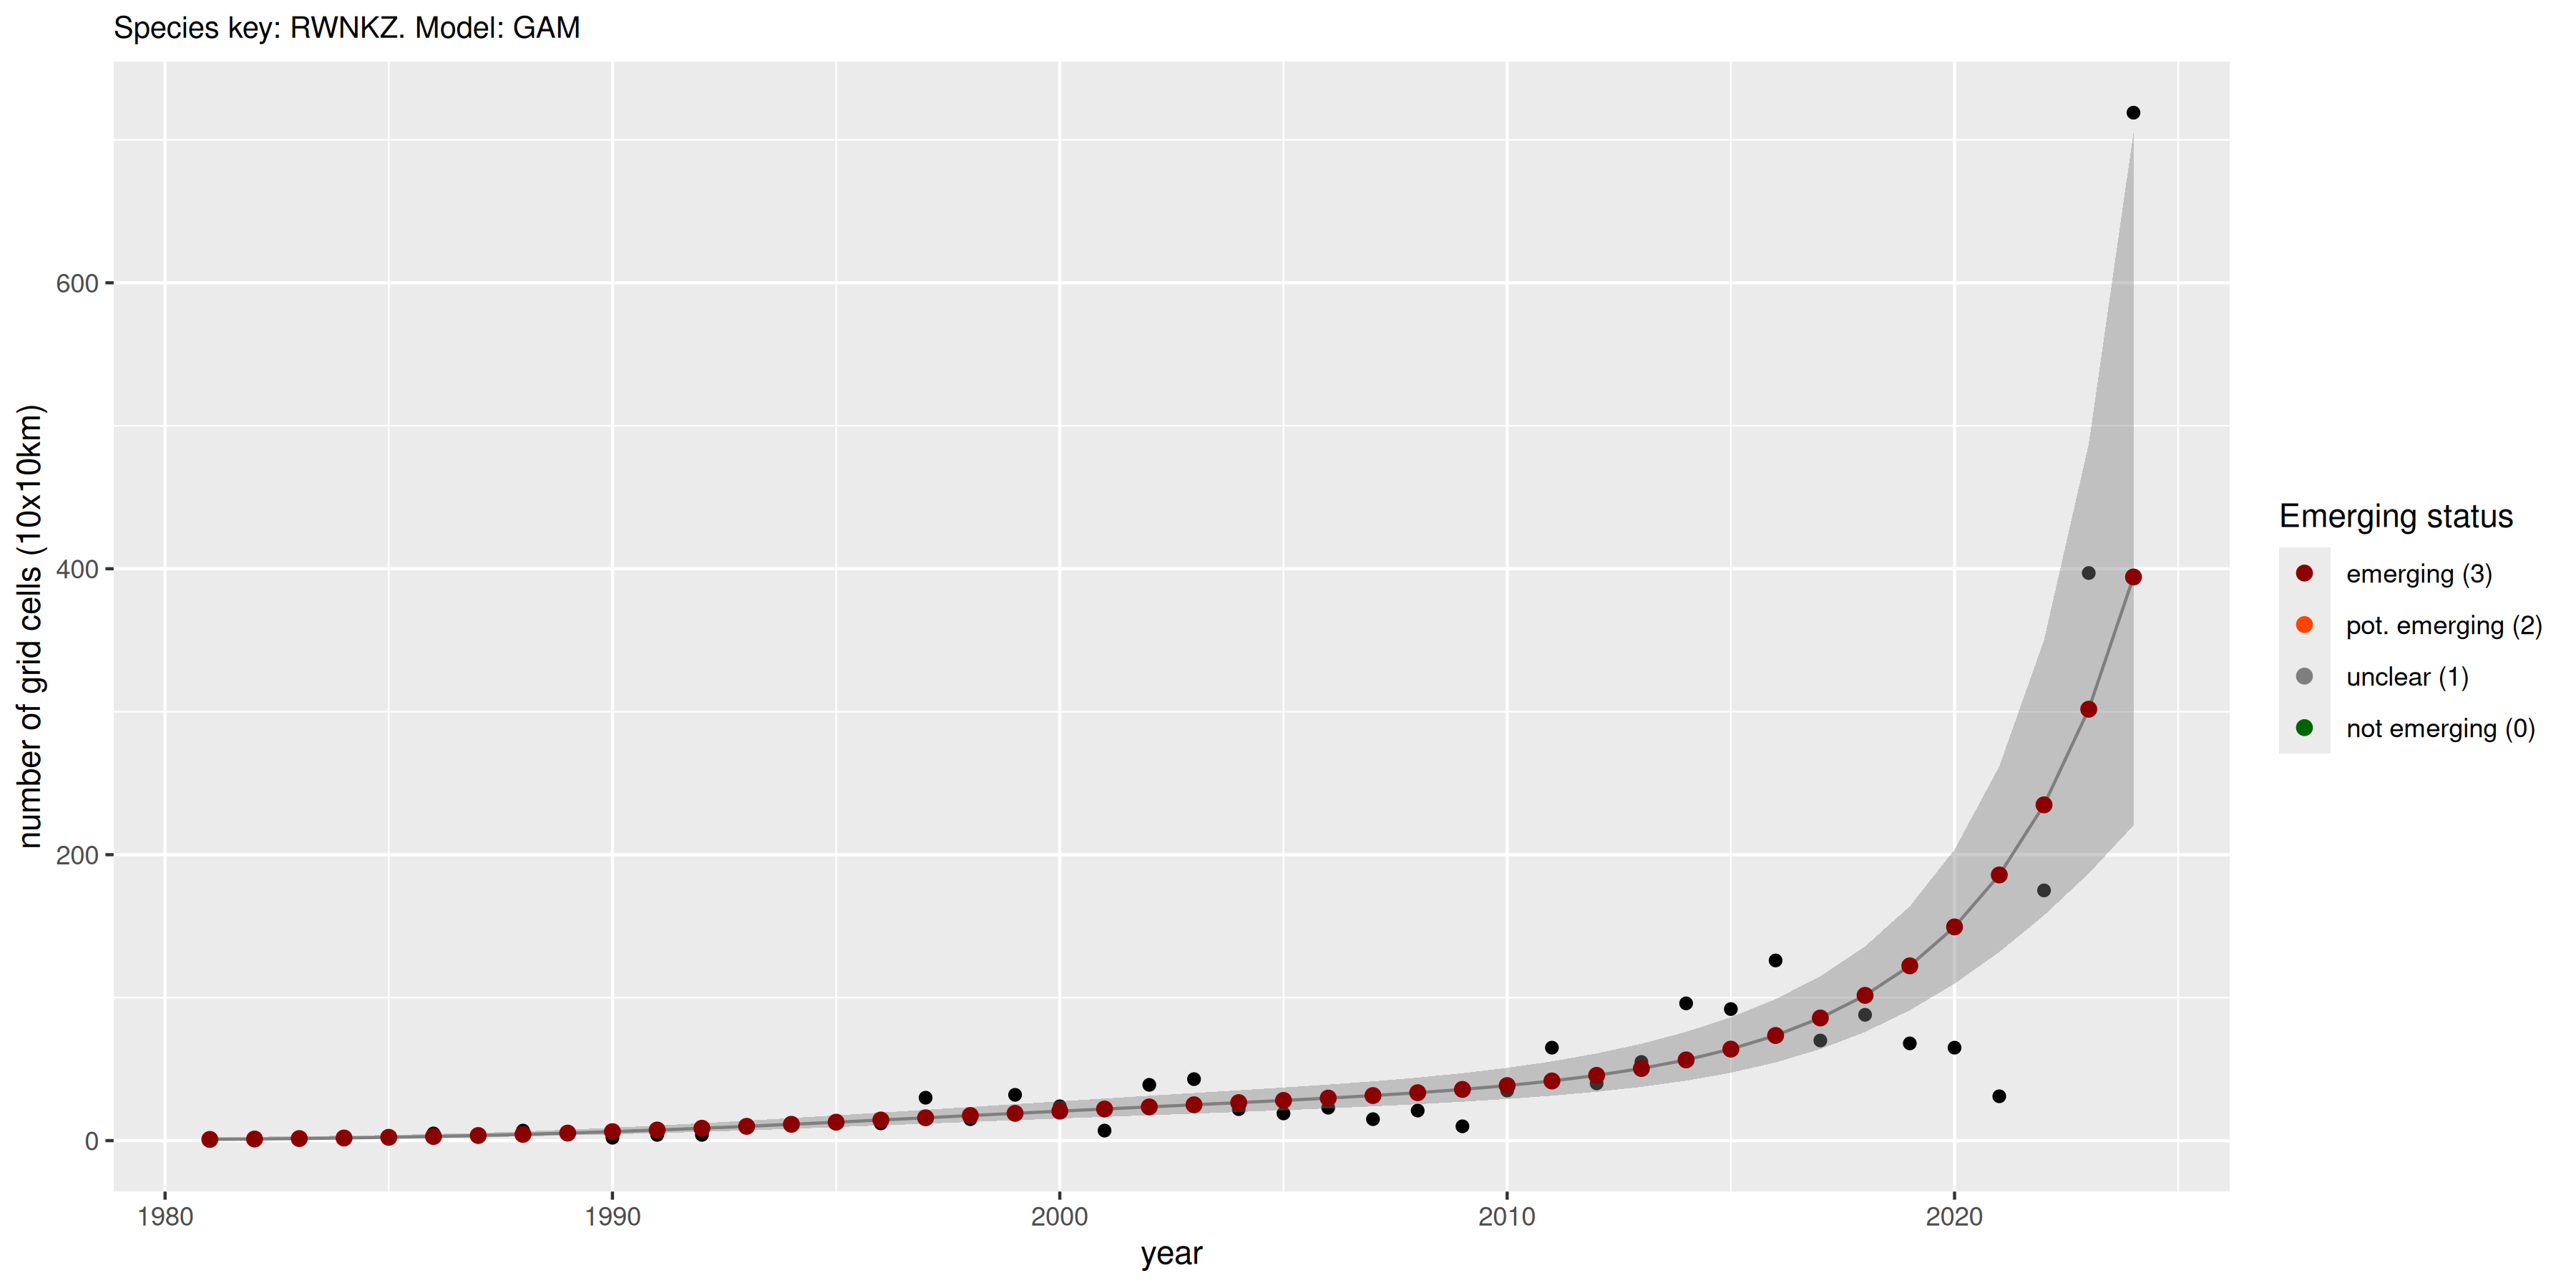 Species key: RWNKZ. Model: GAM
number of grid cells (10x10km)
600
400
200
0
1980
1990
2000
2010
2020
year
Emerging status
emerging (3)
pot. emerging (2)
unclear (1)
not emerging (0)